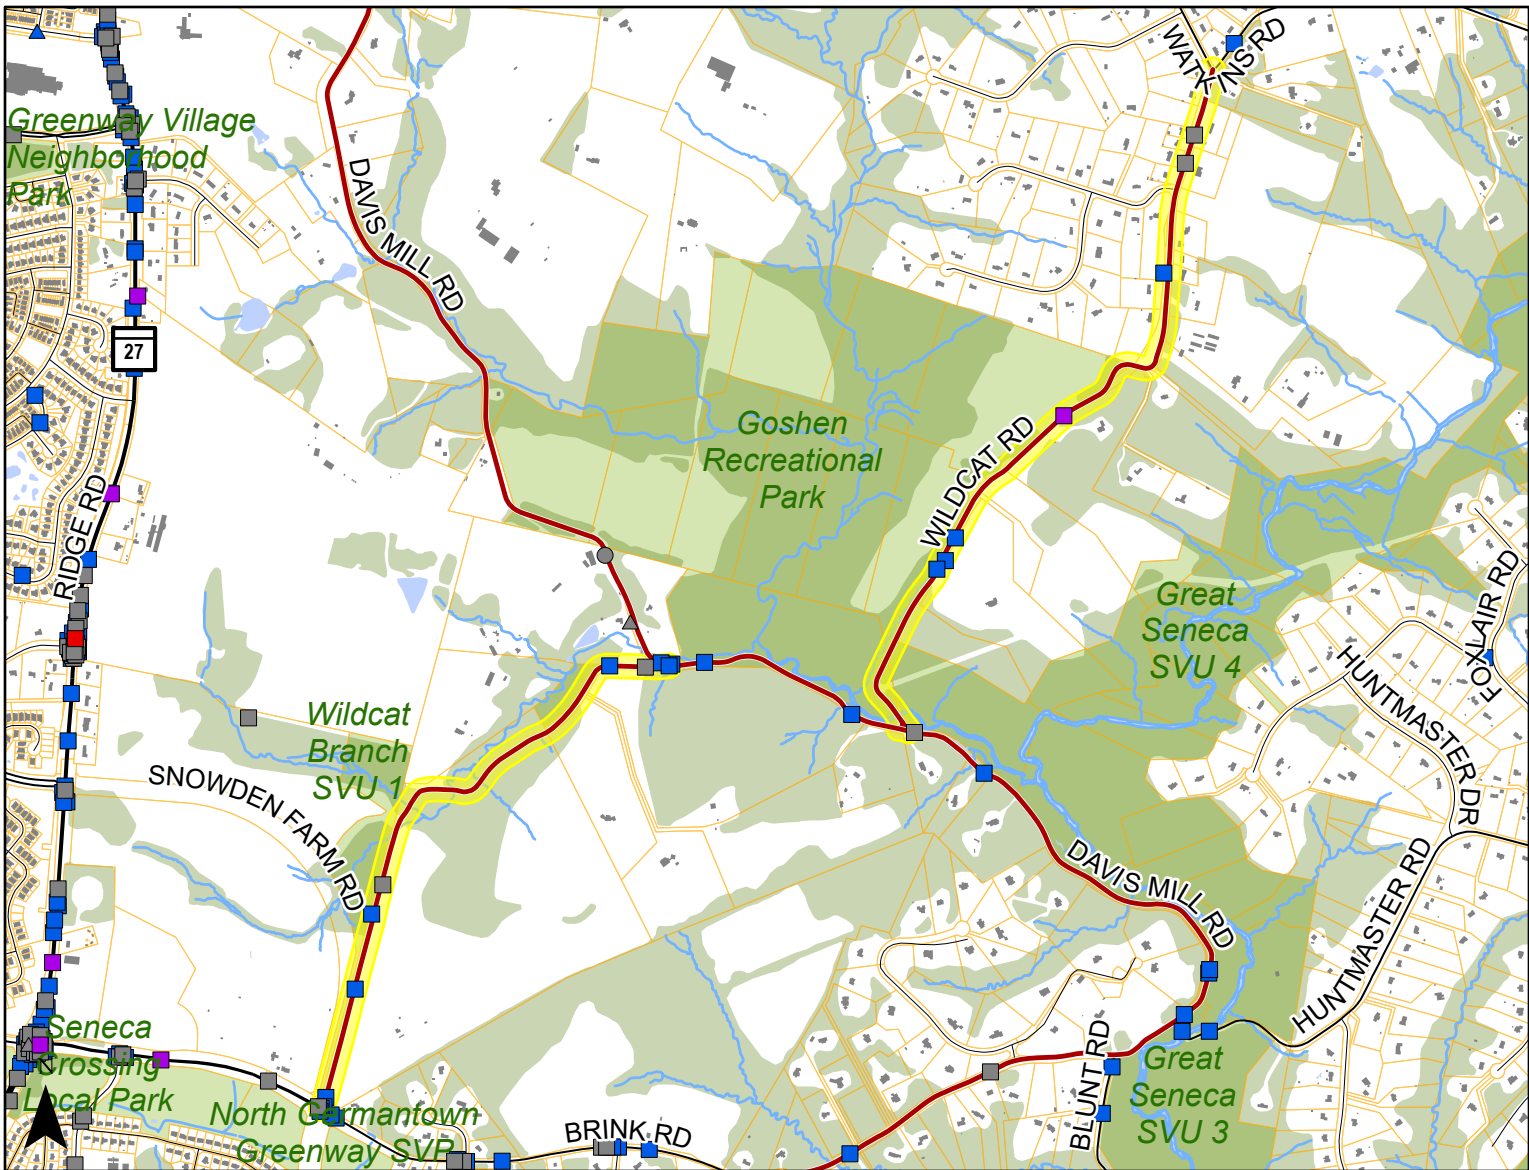 WATKINS RD
Greenway Village
Neighborhood
Park
DAVIS MILL RD
27
Goshen
Recreational
Park
WILDCAT RD
RIDGE RD
Great
Seneca
SVU 4
FOXLAIR RD
HUNTMASTER DR
Wildcat
Branch
SVU 1
SNOWDEN FARM RD
DAVIS MILL RD
HUNTMASTER RD
Seneca
Crossing
Local Park
North Germantown
Greenway SVP
BRINK RD
BLUNT RD
Great
Seneca
SVU 3